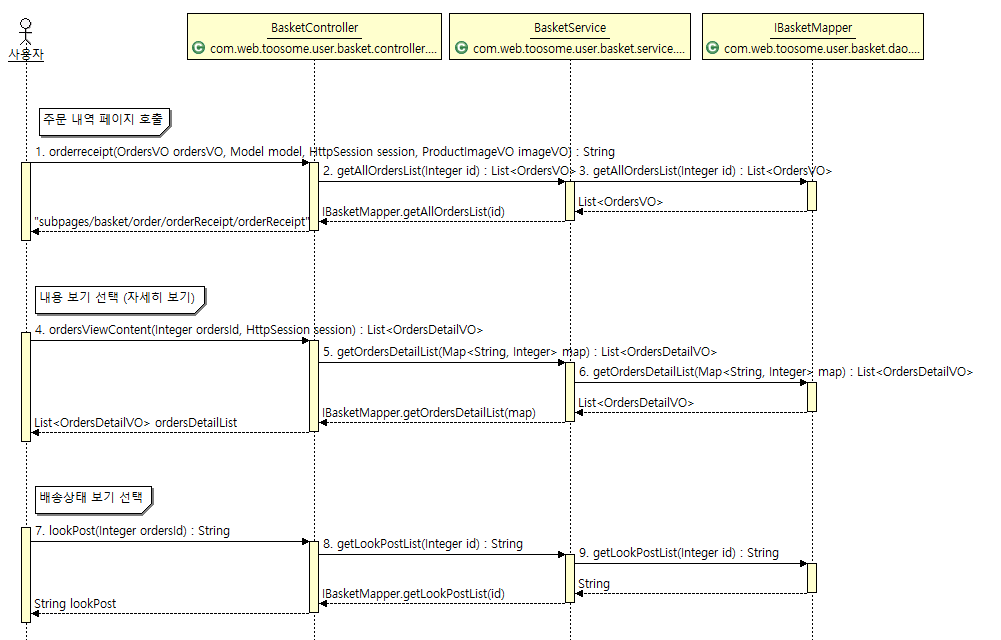 BasketController
com.web.toosome.user.basket.controller....
BasketService
com.web.toosome.user.basket.service....
IBasketMapper
com.web.toosome.user.basket.dao....
사용자
주문 내역 페이지 호출
1. orderreceipt(OrdersVO ordersVO, Model model, HttpSession session, ProductImageVO imageVO) : String
2. getAllOrdersList(Integer id) : List<OrdersVO>
3. getAllOrdersList(Integer id) : List<OrdersVO>
List<OrdersVO>
IBasketMapper.getAllOrdersList(id)
"subpages/basket/order/orderReceipt/orderReceipt"
내용 보기 선택 (자세히 보기)
4. ordersViewContent(Integer ordersId, HttpSession session) : List<OrdersDetailVO>
5. getOrdersDetailList(Map<String, Integer> map) : List<OrdersDetailVO>
6. getOrdersDetailList(Map<String, Integer> map) : List<OrdersDetailVO>
List<OrdersDetailVO>
IBasketMapper.getOrdersDetailList(map)
List<OrdersDetailVO> ordersDetailList
배송상태 보기 선택
7. lookPost(Integer ordersId) : String
8. getLookPostList(Integer id) : String
9. getLookPostList(Integer id) : String
String
IBasketMapper.getLookPostList(id)
String lookPost